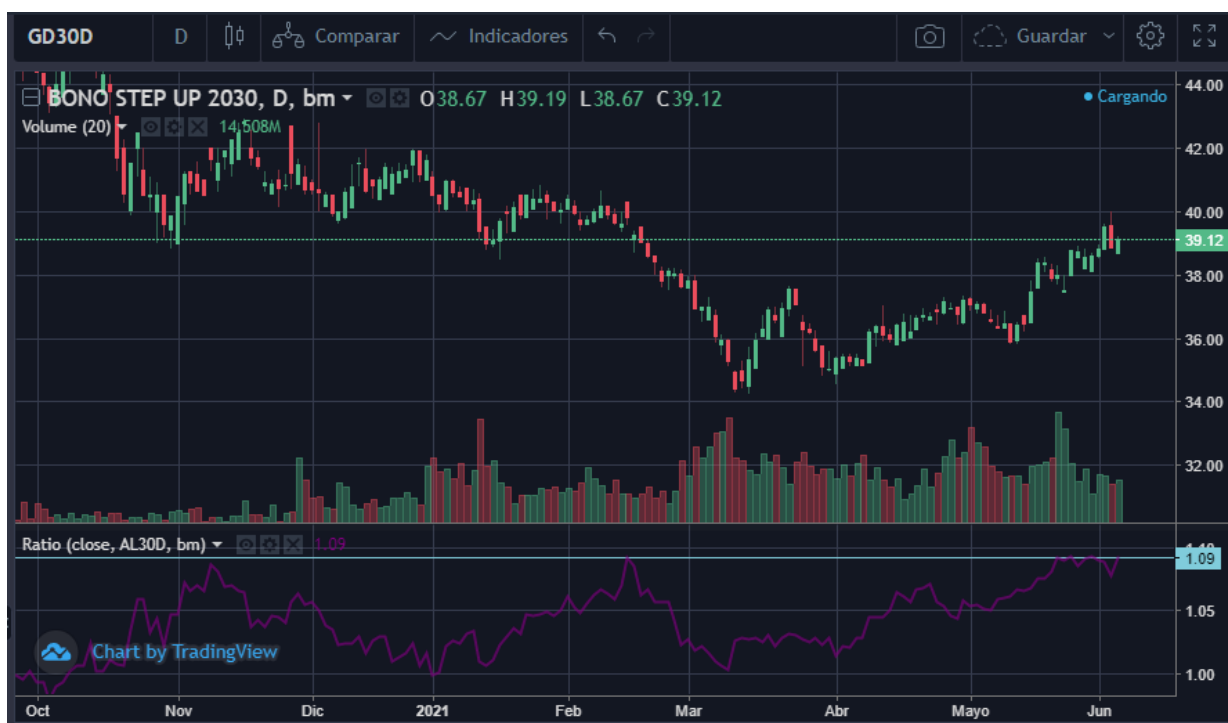 GD30D D Comparar Indicadores Guardar
BONO STEP UP 2030, D, bm O38.67 H39.19 L38.67 C39.12
Cargando
Volume (20) 14.508M
44.00
42.00
40.00
39.12
38.00
36.00
34.00
32.00
Ratio (close, AL30D, bm) 1.09
1.10
1.09
1.05
Chart by TradingView
1.00
Oct Nov Dic 2021 Feb Mar Abr Mayo Jun